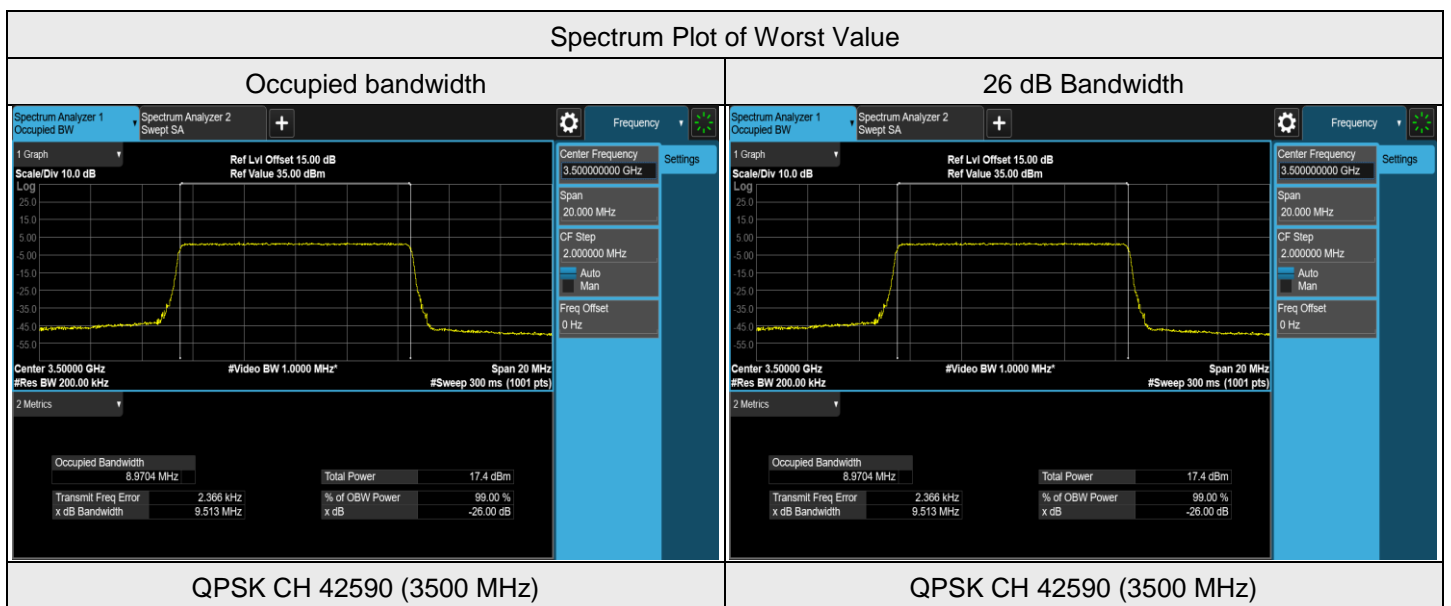 Spectrum Plot of Worst Value
Occupied bandwidth
26 dB Bandwidth
Spectrum Analyzer 1
Occupied BW
Spectrum Analyzer 2
Swept SA
+
Frequency
1 Graph
Scale/Div 10.0 dB
Ref Lvl Offset 15.00 dB
Ref Value 35.00 dBm
Log
25.0
15.0
5.00
-5.00
-15.0
-25.0
-35.0
-45.0
-55.0
Center 3.50000 GHz
#Res BW 200.00 kHz
#Video BW 1.0000 MHz*
Span 20 MHz
#Sweep 300 ms (1001 pts)
Center Frequency
3.500000000 GHz
Settings
Span
20.000 MHz
CF Step
2.000000 MHz
Auto
Man
Freq Offset
0 Hz
2 Metrics
Occupied Bandwidth
8.9704 MHz
Total Power 17.4 dBm
Transmit Freq Error 2.366 kHz
% of OBW Power 99.00 %
x dB Bandwidth 9.513 MHz
x dB -26.00 dB
Spectrum Analyzer 1
Occupied BW
Spectrum Analyzer 2
Swept SA
+
Frequency
1 Graph
Scale/Div 10.0 dB
Ref Lvl Offset 15.00 dB
Ref Value 35.00 dBm
Log
25.0
15.0
5.00
-5.00
-15.0
-25.0
-35.0
-45.0
-55.0
Center 3.50000 GHz
#Res BW 200.00 kHz
#Video BW 1.0000 MHz*
Span 20 MHz
#Sweep 300 ms (1001 pts)
Center Frequency
3.500000000 GHz
Settings
Span
20.000 MHz
CF Step
2.000000 MHz
Auto
Man
Freq Offset
0 Hz
2 Metrics
Occupied Bandwidth
8.9704 MHz
Total Power 17.4 dBm
Transmit Freq Error 2.366 kHz
% of OBW Power 99.00 %
x dB Bandwidth 9.513 MHz
x dB -26.00 dB
QPSK CH 42590 (3500 MHz)
QPSK CH 42590 (3500 MHz)